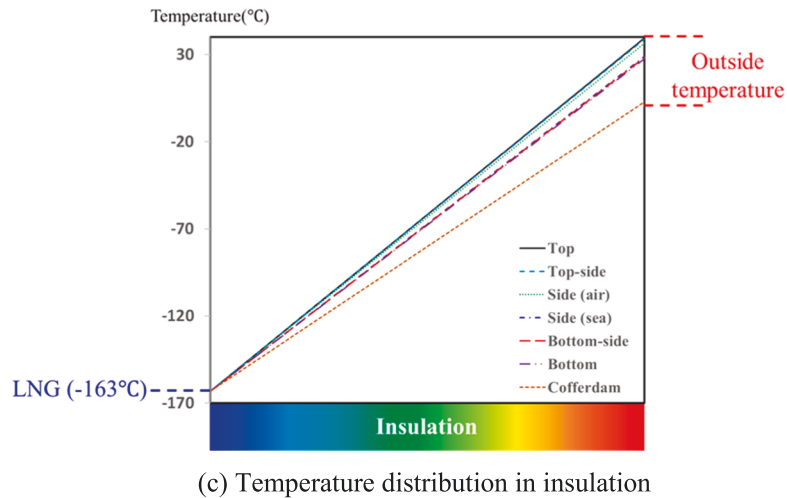 Temperature(℃)
30
-20
-70
-120
-170
LNG (-163℃)
Outside
temperature
Top
Top-side
Side (air)
Side (sea)
Bottom-side
Bottom
Cofferdam
Insulation
(c) Temperature distribution in insulation